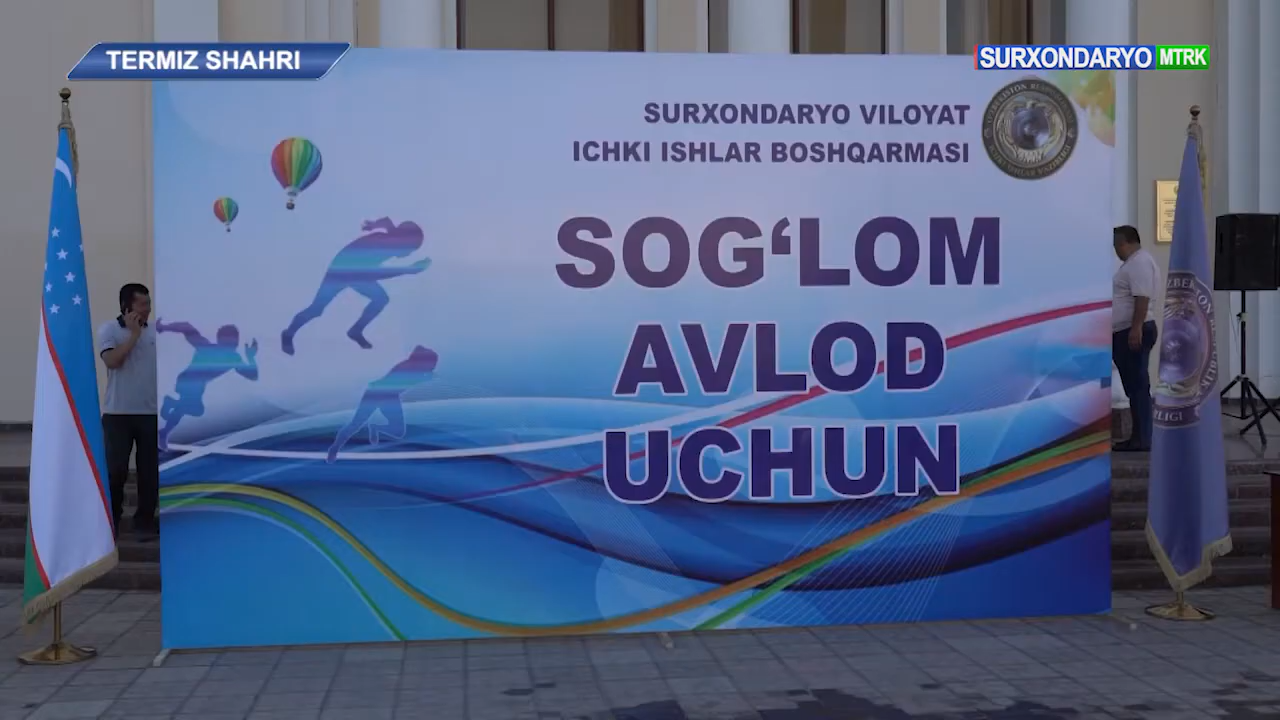 TERMIZ SHAHRI
SURXONDARYO MTRK
SURXONDARYO VILOYAT
ICHKI ISHLAR BOSHQARMASI
SOG‘LOM
AVLOD
UCHUN